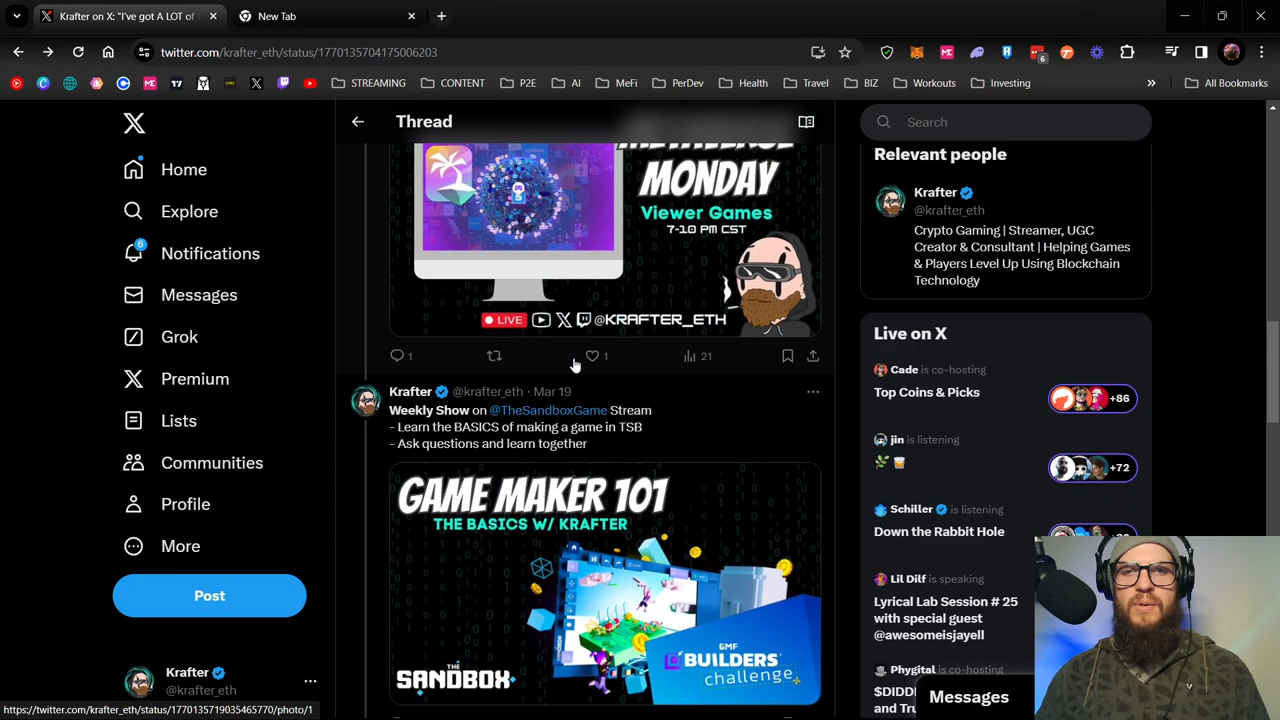 Krafter on X: "I've got A LOT of
New Tab
twitter.com/krafter_eth/status/1770135704175006203
6
STREAMING
CONTENT
P2E
AI
MeFi
PerDev
Health
Travel
BIZ
Workouts
Investing
All Bookmarks
Home
Explore
6
Notifications
Messages
Grok
Premium
Lists
Communities
Profile
More
Post
Krafter
@krafter_eth
https://twitter.com/krafter_eth/status/1770135719035465770/photo/1
Thread
METAVERSE
MONDAY
Viewer Games
7-10 PM CST
LIVE
@KRAFTER_ETH
1
1
21
Krafter @krafter_eth · Mar 19
Weekly Show on @TheSandboxGame Stream
- Learn the BASICS of making a game in TSB
- Ask questions and learn together
GAME MAKER 101
THE BASICS W/ KRAFTER
THE
SANDBOX
GMF
BUILDERS'
challenge
Search
Relevant people
Krafter
@krafter_eth
Crypto Gaming | Streamer, UGC
Creator & Consultant | Helping Games
& Players Level Up Using Blockchain
Technology
Live on X
Cade is co-hosting
Top Coins & Picks
+86
jin is listening
+72
Schiller is listening
Down the Rabbit Hole
Lil Dilf is speaking
Lyrical Lab Session # 25
with special guest
@awesomeisjayell
Phygital is co-hosting
$DIDD
and Tru
Messages